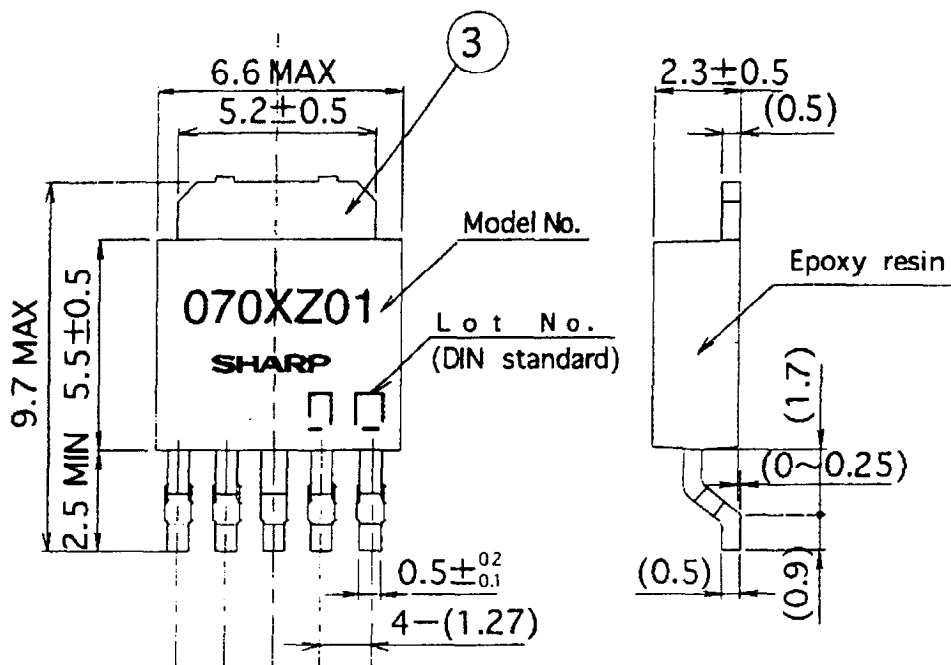 3
6.6 MAX
5.2±0.5
2.3±0.5
(0.5)
Model No.
070XZ01
SHARP
Lot No.
(DIN standard)
Epoxy resin
9.7 MAX
5.5±0.5
2.5 MIN
(1.7)
(0~0.25)
0.5± 0.2 0.1
4-(1.27)
(0.5)
(0.9)